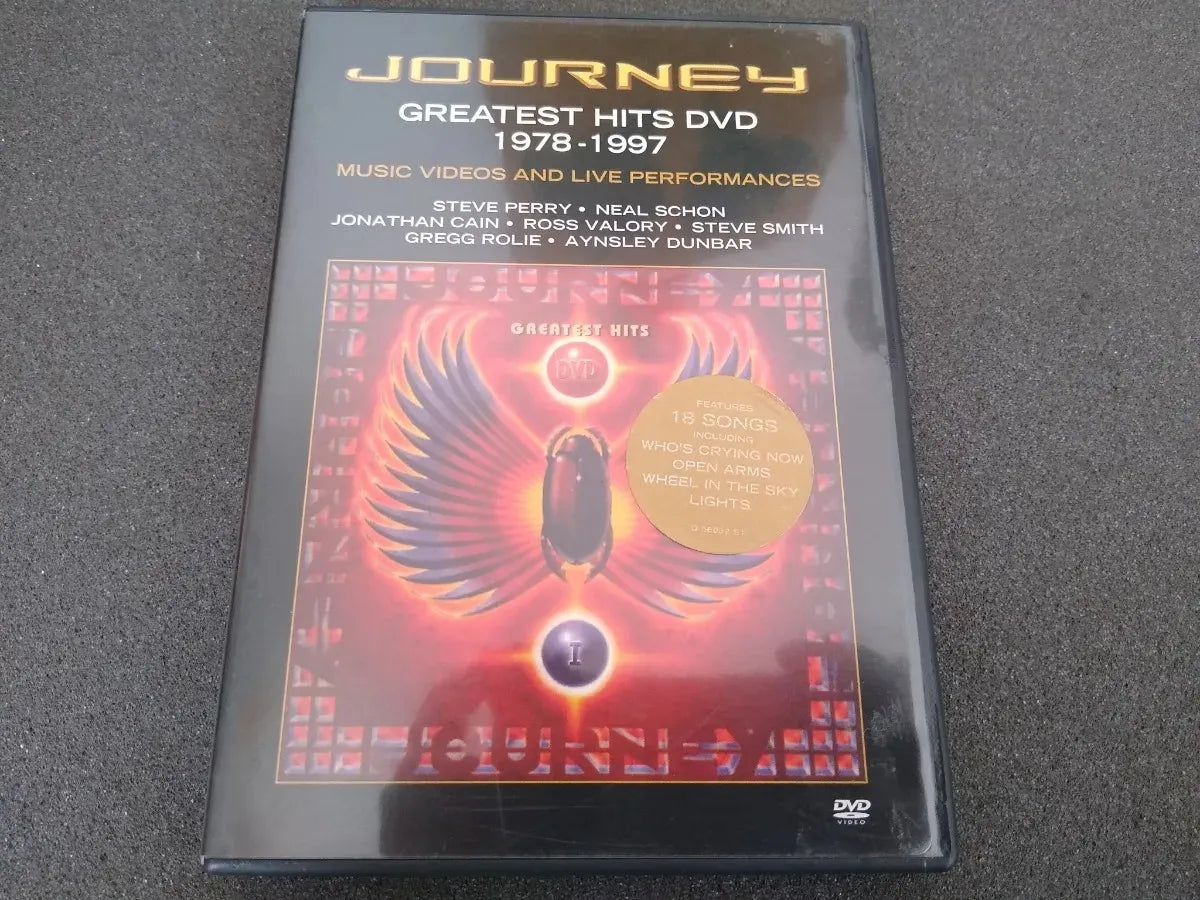 JOURNEY
GREATEST HITS DVD
1978-1997
MUSIC VIDEOS AND LIVE PERFORMANCES
STEVE PERRY • NEAL SCHON
JONATHAN CAIN • ROSS VALORY • STEVE SMITH
GREGG ROLIE • AYNSLEY DUNBAR
JOURNEY
GREATEST HITS
DVD
FEATURES
18 SONGS
INCLUDING
WHO'S CRYING NOW
OPEN ARMS
WHEEL IN THE SKY
LIGHTS
I
JOURNEY
DVD
VIDEO